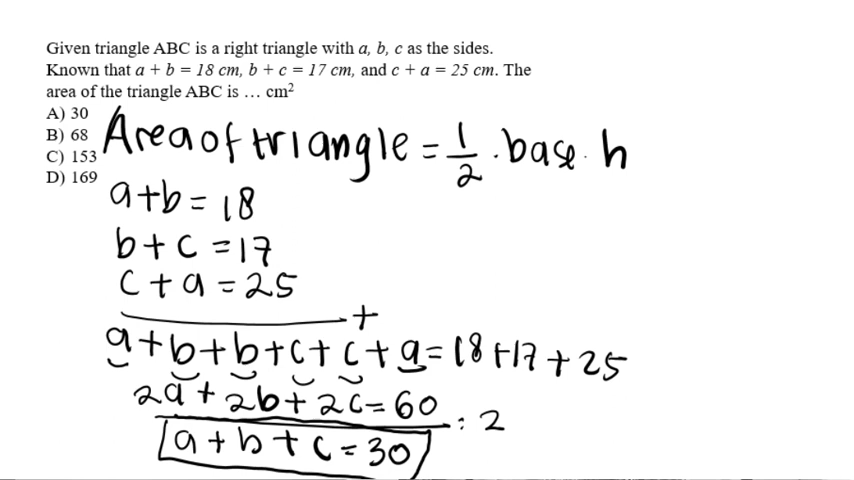 Given triangle ABC is a right triangle with a, b, c as the sides.
Known that a + b = 18 cm, b + c = 17 cm, and c + a = 25 cm. The
area of the triangle ABC is … cm²
A) 30
B) 68
C) 153
D) 169
Area of triangle = 1/2 . base . h
a+b = 18
b + c = 17
c + a = 25
+
a+b+b+c+c+a = 18+17+25
2a + 2b + 2c = 60
: 2
a + b + c = 30